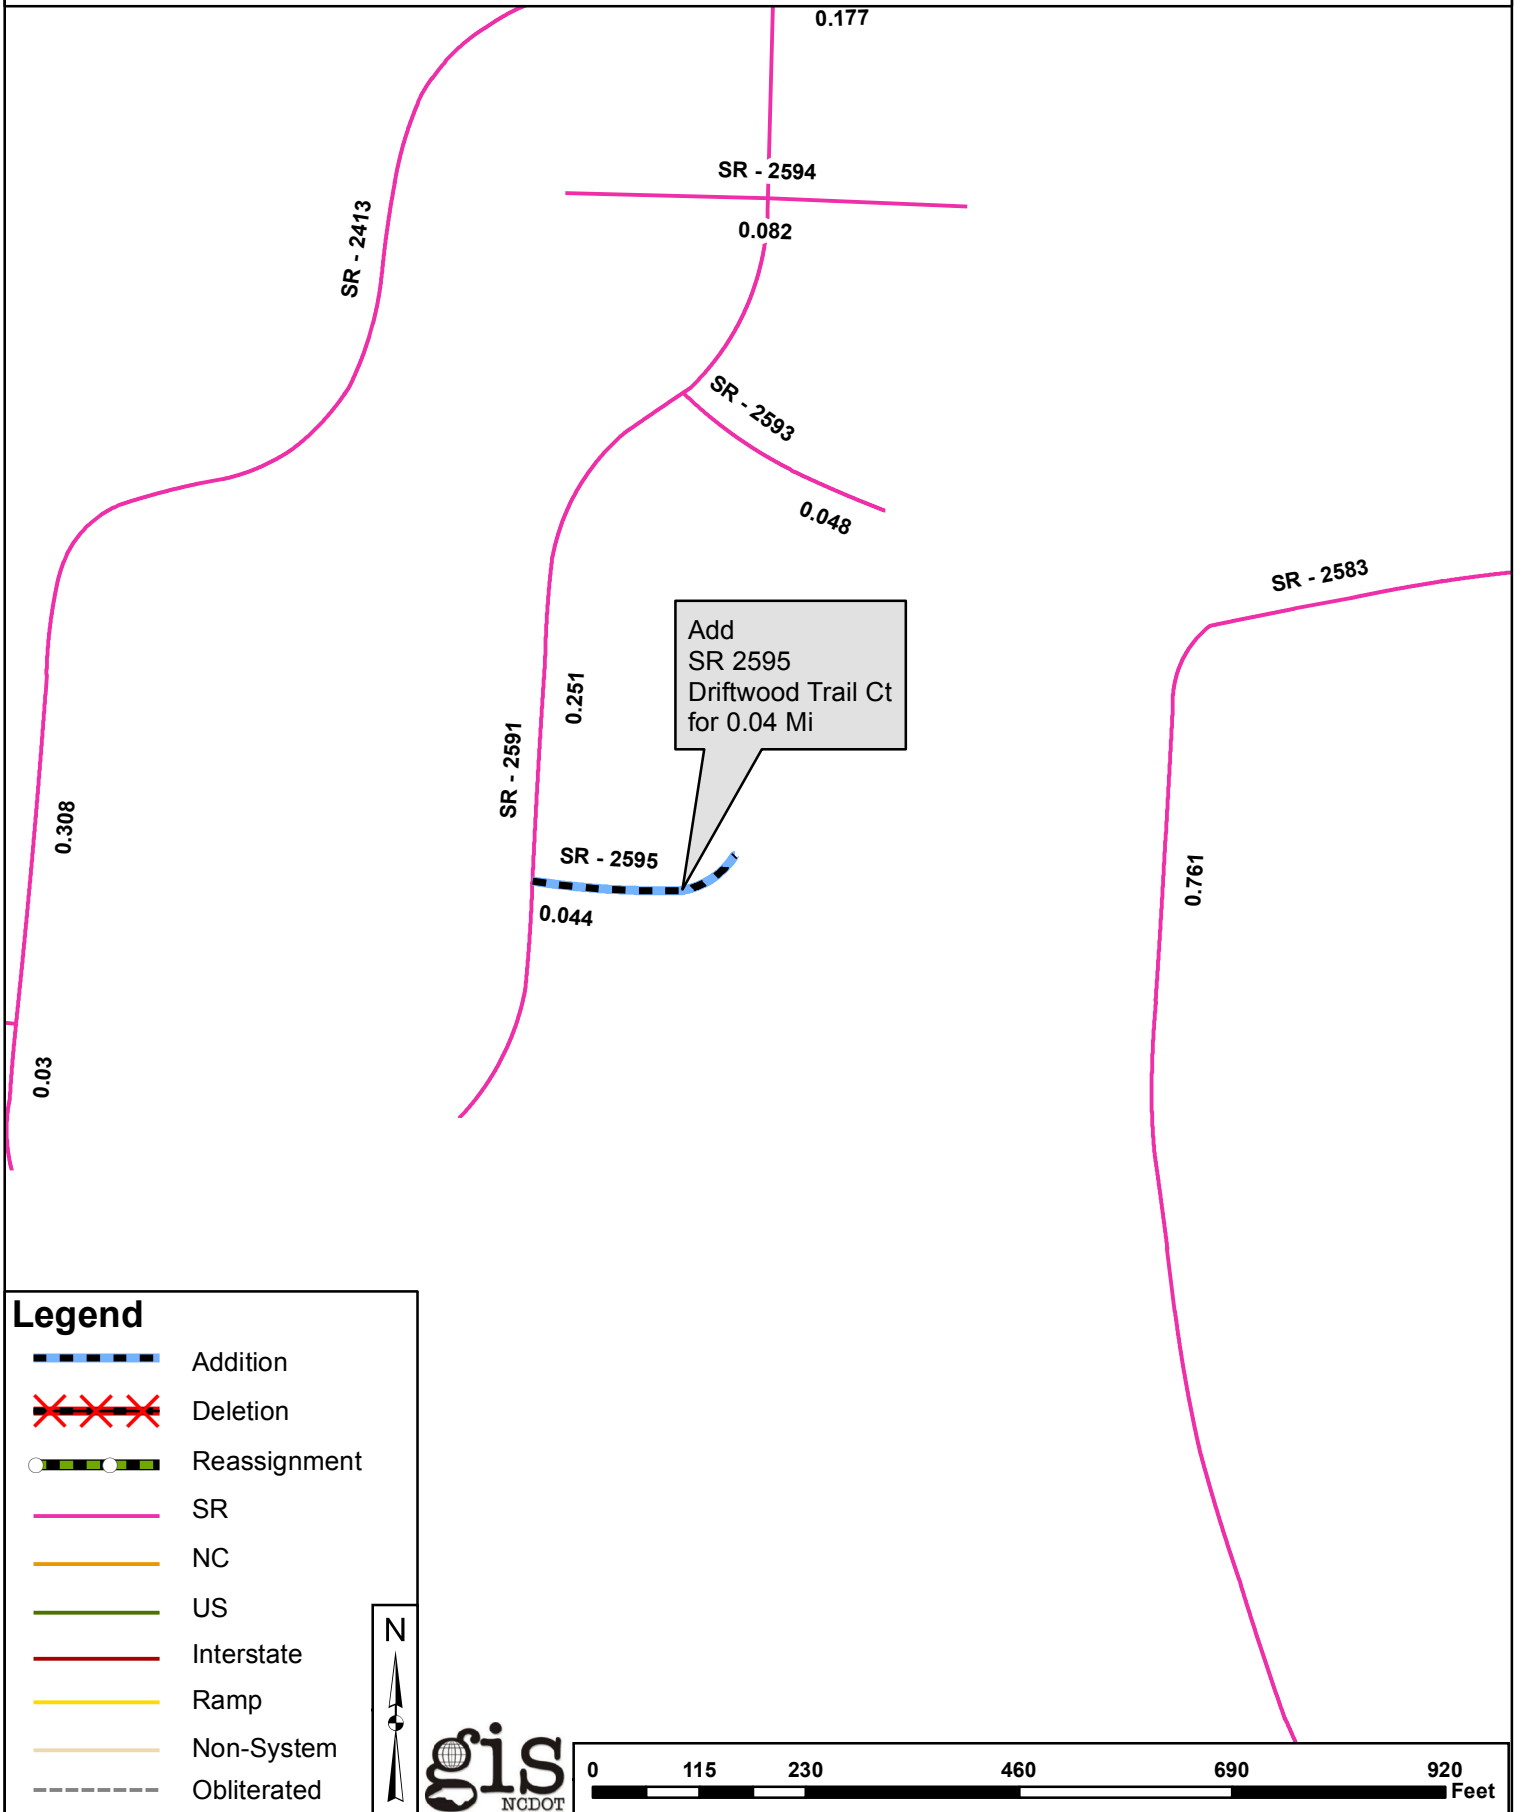 0.177
SR - 2594
0.082
SR - 2413
SR - 2593
0.048
SR - 2583
Add
SR 2595
Driftwood Trail Ct
for 0.04 Mi
0.251
SR - 2591
0.308
SR - 2595
0.044
0.761
0.03
Legend
Addition
Deletion
Reassignment
SR
NC
US
Interstate
Ramp
Non-System
Obliterated
N
gis
NCDOT
0 115 230 460 690 920
Feet